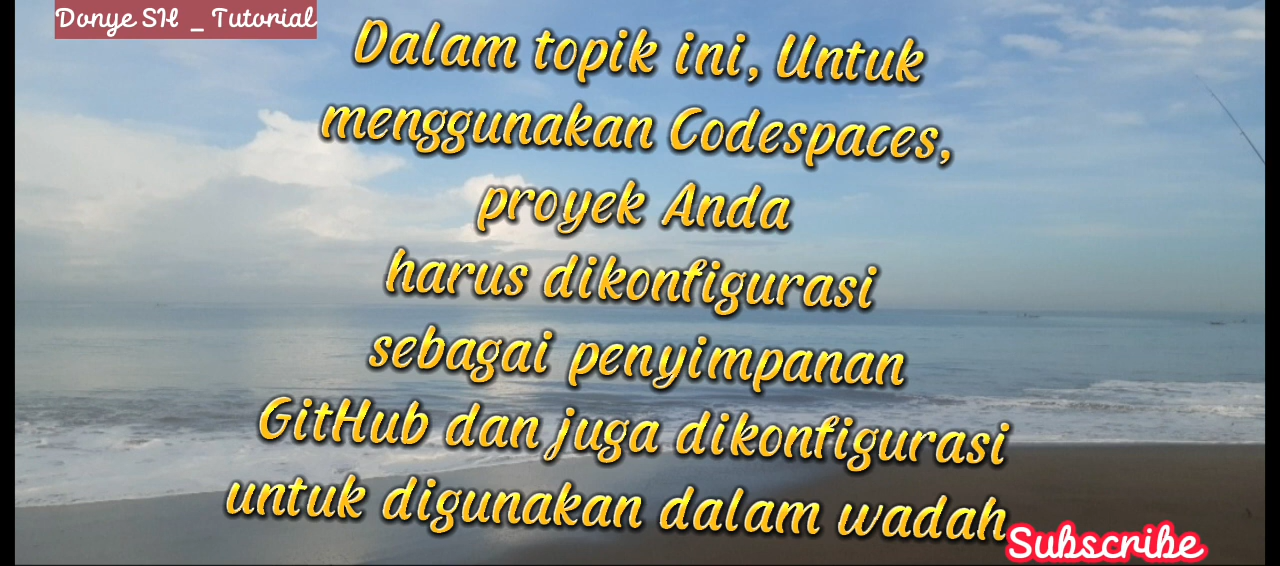 Donye SH _ Tutorial
Dalam topik ini, Untuk
menggunakan Codespaces,
proyek Anda
harus dikonfigurasi
sebagai penyimpanan
GitHub dan juga dikonfigurasi
untuk digunakan dalam wadah
Subscribe